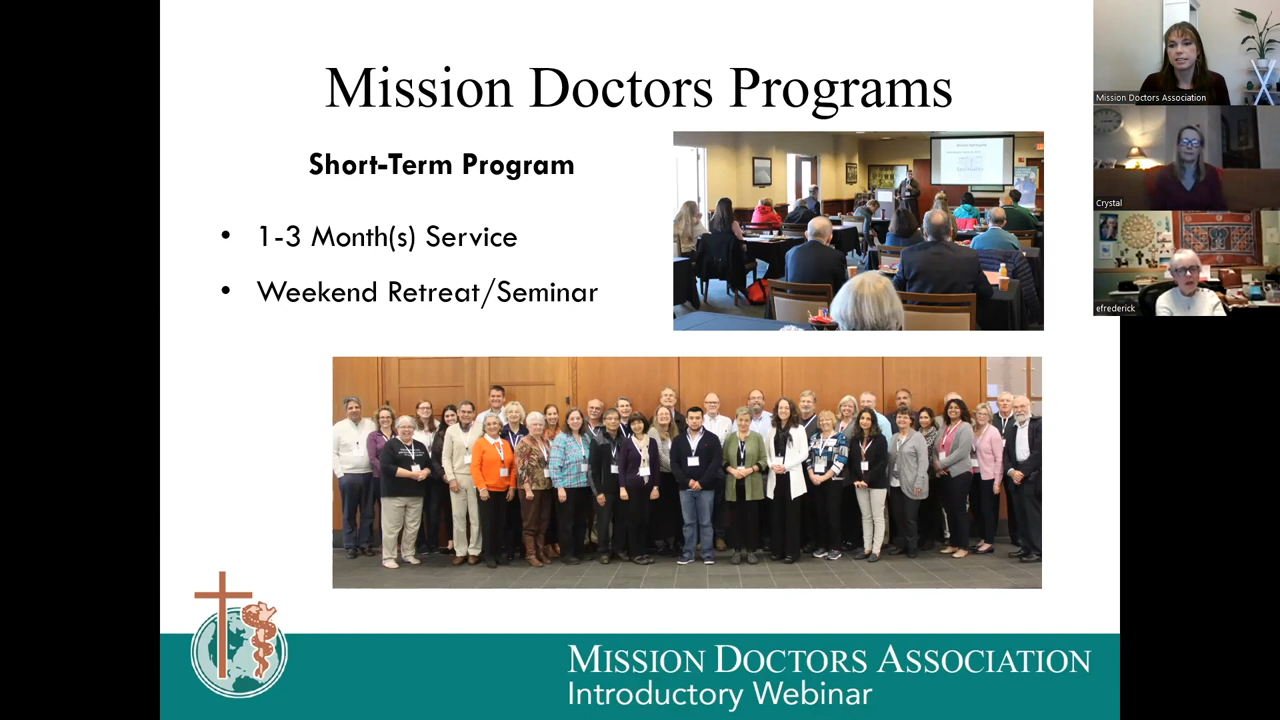 Mission Doctors Programs
Short-Term Program
• 1-3 Month(s) Service
• Weekend Retreat/Seminar
MISSION DOCTORS ASSOCIATION
Introductory Webinar
Mission Doctors Association
Crystal
efrederick